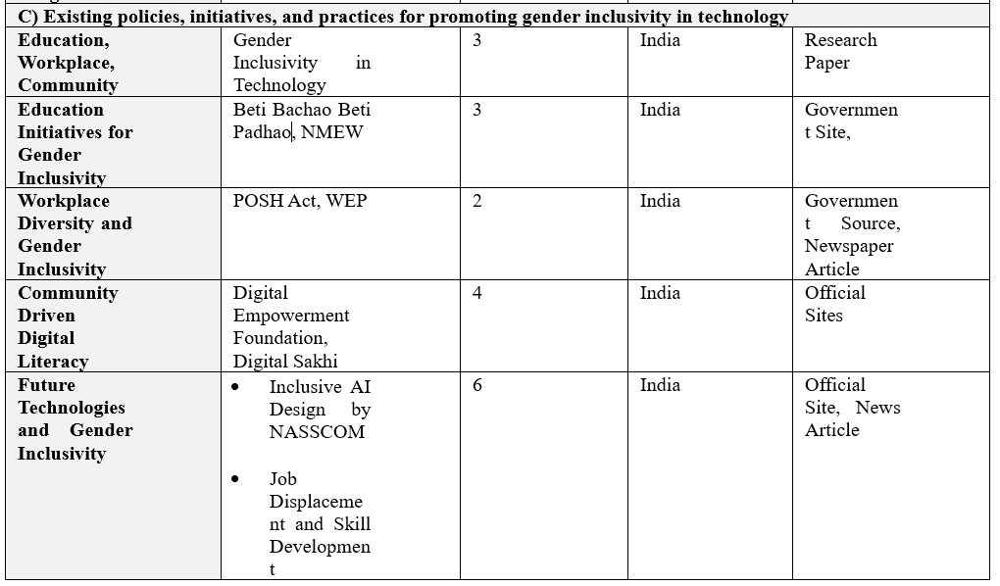 C) Existing policies, initiatives, and practices for promoting gender inclusivity in technology
Education,
Workplace,
Community
Gender
Inclusivity in
Technology
3
India
Research
Paper
Education
Initiatives for
Gender
Inclusivity
Beti Bachao Beti
Padhao, NMEW
3
India
Governmen
t Site,
Workplace
Diversity and
Gender
Inclusivity
POSH Act, WEP
2
India
Governmen
t Source,
Newspaper
Article
Community
Driven
Digital
Literacy
Digital
Empowerment
Foundation,
Digital Sakhi
4
India
Official
Sites
Future
Technologies
and Gender
Inclusivity
• Inclusive AI
Design by
NASSCOM
• Job
Displaceme
nt and Skill
Developmen
t
6
India
Official
Site, News
Article